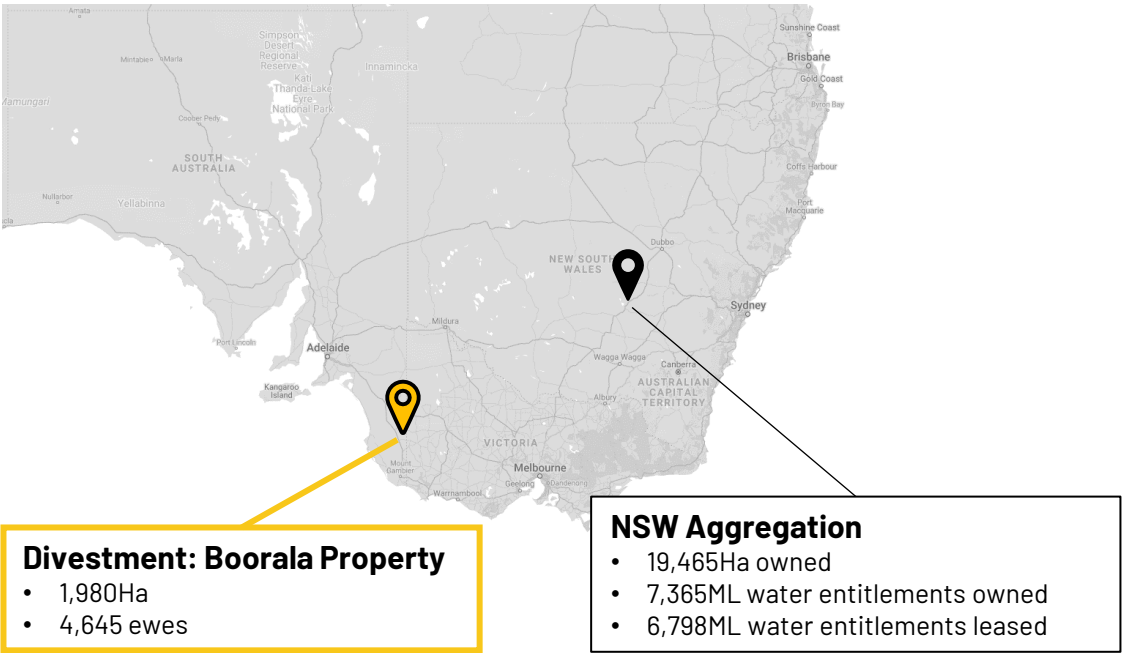 Amata
Sunshine Coast
Simpson
Desert
Regional
Reserve
Mintabie
Marla
Brisbane
Innamincka
Gold Coast
Kati
Thanda-Lake
Eyre
National Park
Mamungari
Byron Bay
Coober Pedy
SOUTH
AUSTRALIA
Coffs Harbour
Nullarbor
Yellabinna
Port
Macquarie
Dubbo
NEW SOUTH
WALES
Sydney
Mildura
Port Lincoln
Adelaide
Wagga Wagga
Canberra
Kangaroo
Island
AUSTRALIAN
CAPITAL
TERRITORY
Albury
VICTORIA
Mount
Gambier
Melbourne
Geelong
Dandenong
Warrnambool
Divestment: Boorala Property
• 1,980Ha
• 4,645 ewes
NSW Aggregation
• 19,465Ha owned
• 7,365ML water entitlements owned
• 6,798ML water entitlements leased